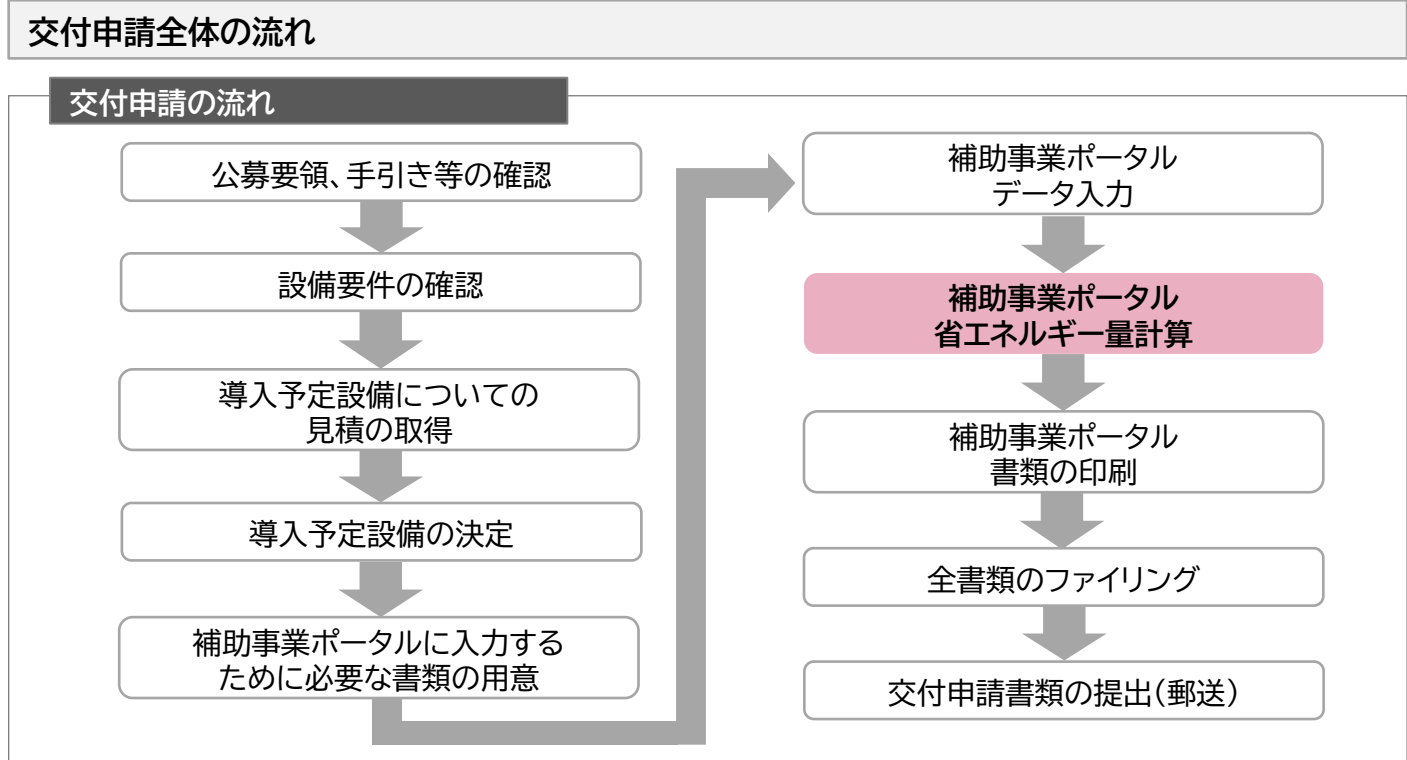 交付申請全体の流れ
交付申請の流れ
公募要領、手引き等の確認
設備要件の確認
導入予定設備についての
見積の取得
導入予定設備の決定
補助事業ポータルに入力する
ために必要な書類の用意
補助事業ポータル
データ入力
補助事業ポータル
省エネルギー量計算
補助事業ポータル
書類の印刷
全書類のファイリング
交付申請書類の提出(郵送)